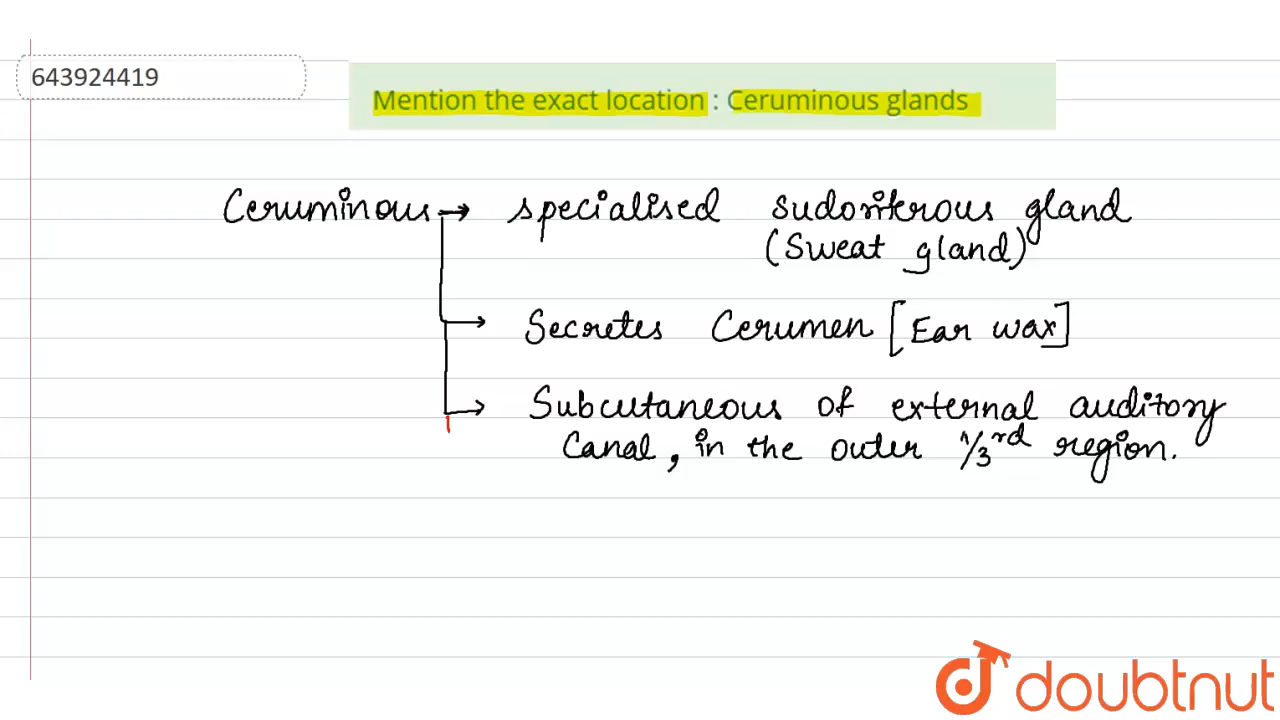 643924419
Mention the exact location : Ceruminous glands
Ceruminous → specialised sudoriferous gland
(Sweat gland)
→ Secretes Cerumen [Ear wax]
→ Subcutaneous of external auditory
Canal, in the outer 1/3rd region.
doubtnut